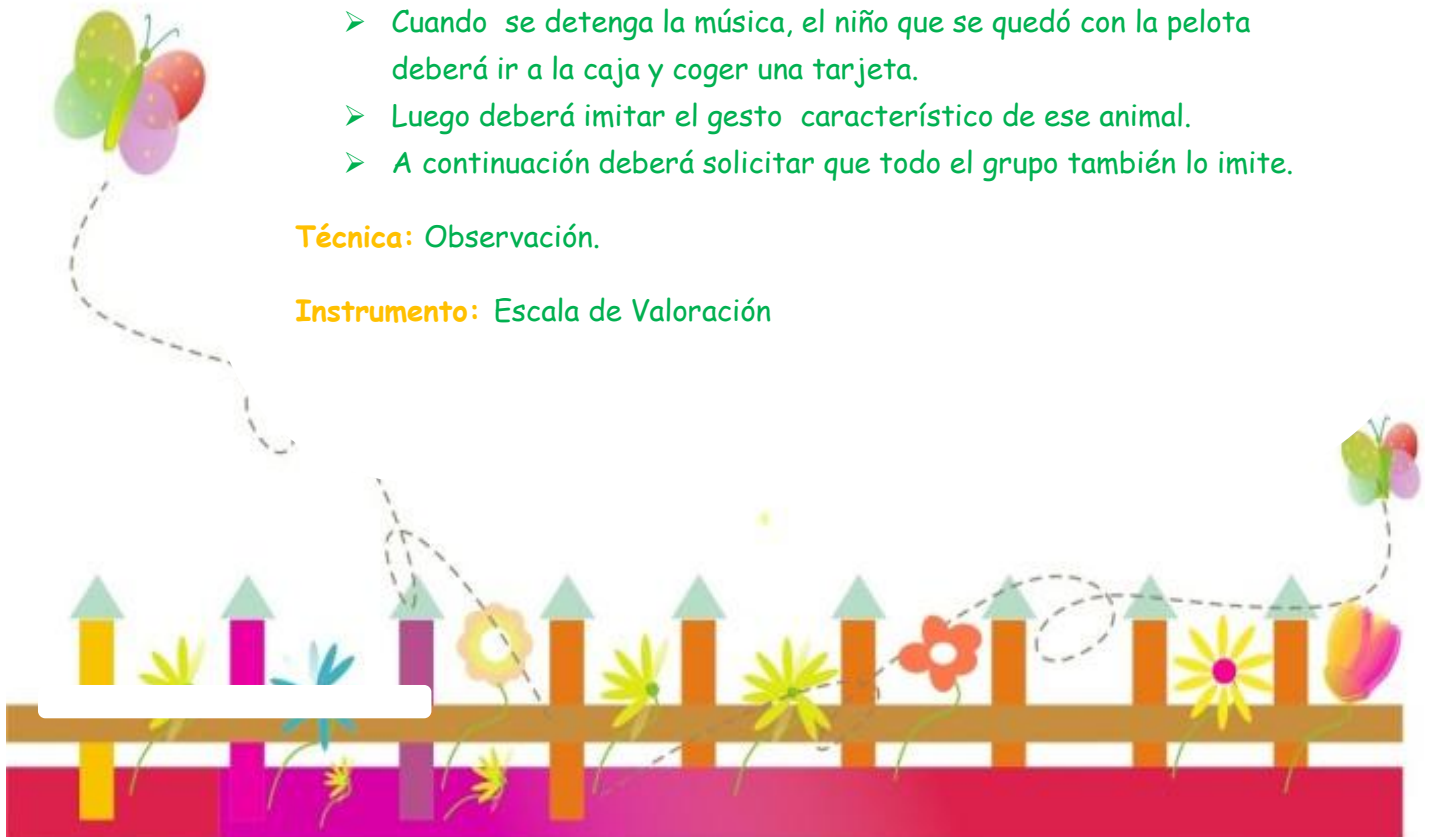 ➢ Cuando se detenga la música, el niño que se quedó con la pelota
deberá ir a la caja y coger una tarjeta.
➢ Luego deberá imitar el gesto característico de ese animal.
➢ A continuación deberá solicitar que todo el grupo también lo imite.
Técnica: Observación.
Instrumento: Escala de Valoración